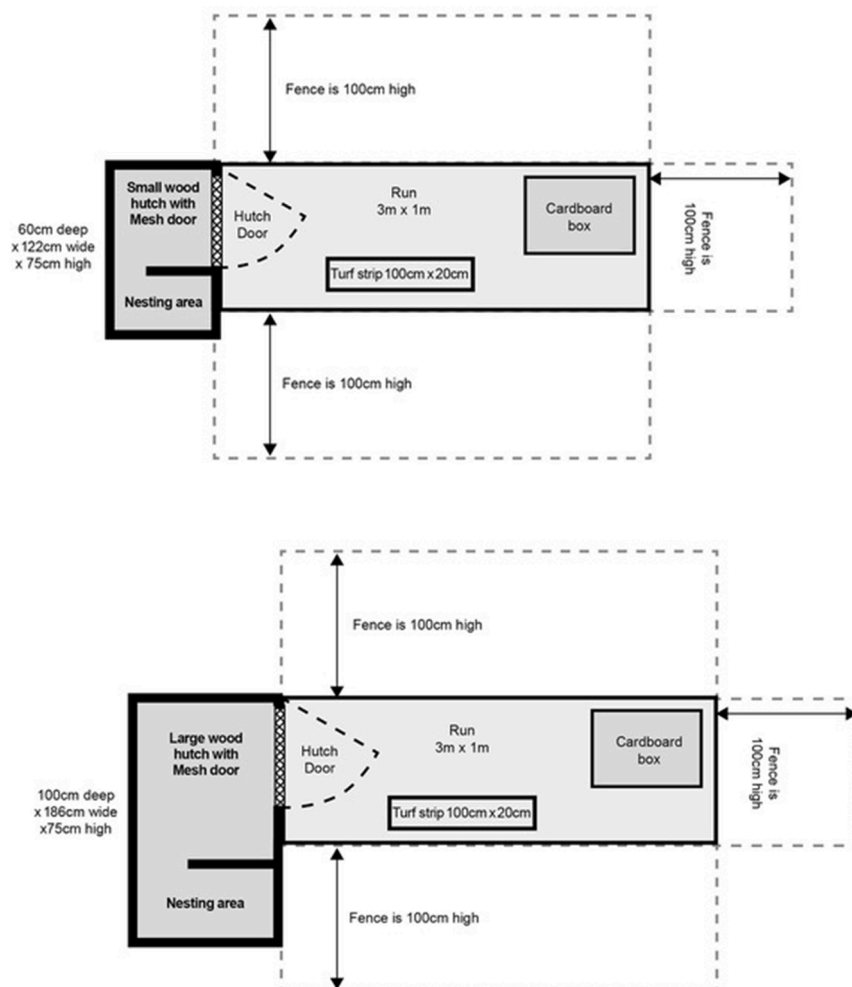 Fence is 100cm high
Small wood
hutch with
Mesh door
60cm deep
x 122cm wide
x 75cm high
Hutch
Door
Run
3m x 1m
Cardboard
box
Fence is
100cm high
Turf strip 100cm x 20cm
Nesting area
Fence is 100cm high
Fence is 100cm high
Large wood
hutch with
Mesh door
100cm deep
x 186cm wide
x75cm high
Hutch
Door
Run
3m x 1m
Cardboard
box
Fence is
100cm high
Turf strip 100cm x 20cm
Nesting area
Fence is 100cm high